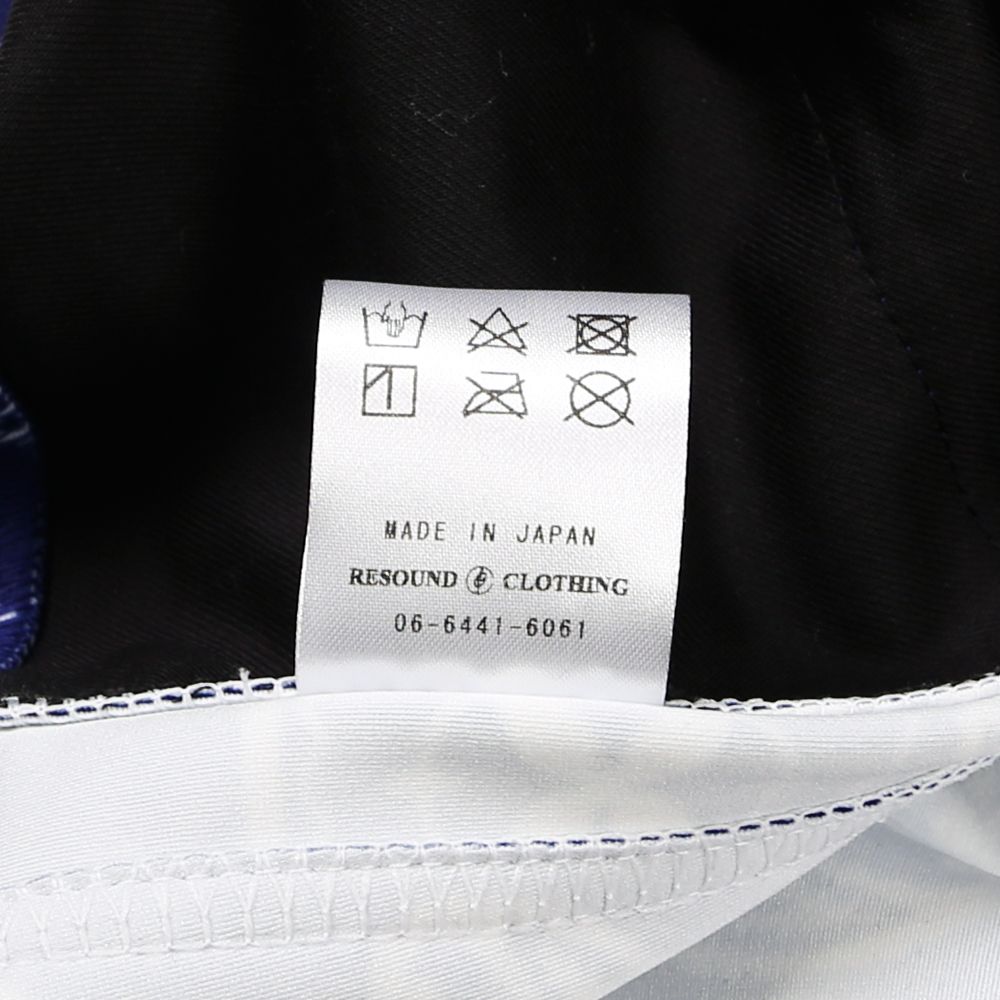 MADE IN JAPAN
RESOUND CLOTHING
06-6441-6061